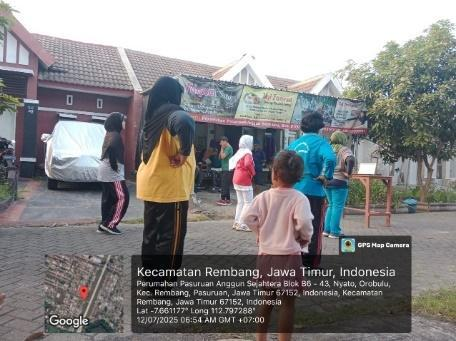 GPS Map Camera
Kecamatan Rembang, Jawa Timur, Indonesia
Perumahan Pasuruan Anggun Sejahtera Blok B6 - 43, Nyato, Orobulu,
Kec. Rembang, Pasuruan, Jawa Timur 67152, Indonesia, Kecamatan
Rembang, Jawa Timur 67152, Indonesia
Lat -7.661177° Long 112.797288°
12/07/2025 06:54 AM GMT +07:00
Google